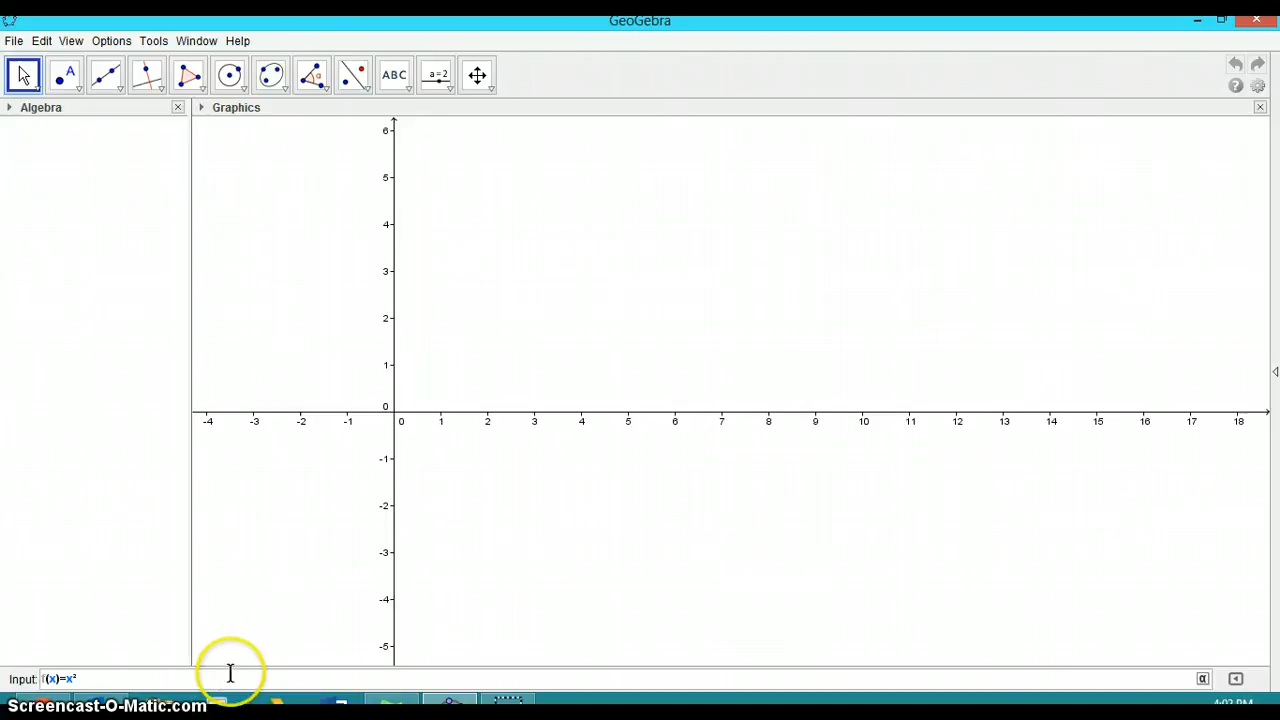 GeoGebra
File Edit View Options Tools Window Help
A ABC a=2
Algebra Graphics
6
5
4
3
2
1
0
-4 -3 -2 -1 0 1 2 3 4 5 6 7 8 9 10 11 12 13 14 15 16 17 18
-1
-2
-3
-4
-5
Input: f(x)=x² α
Screencast-O-Matic.com